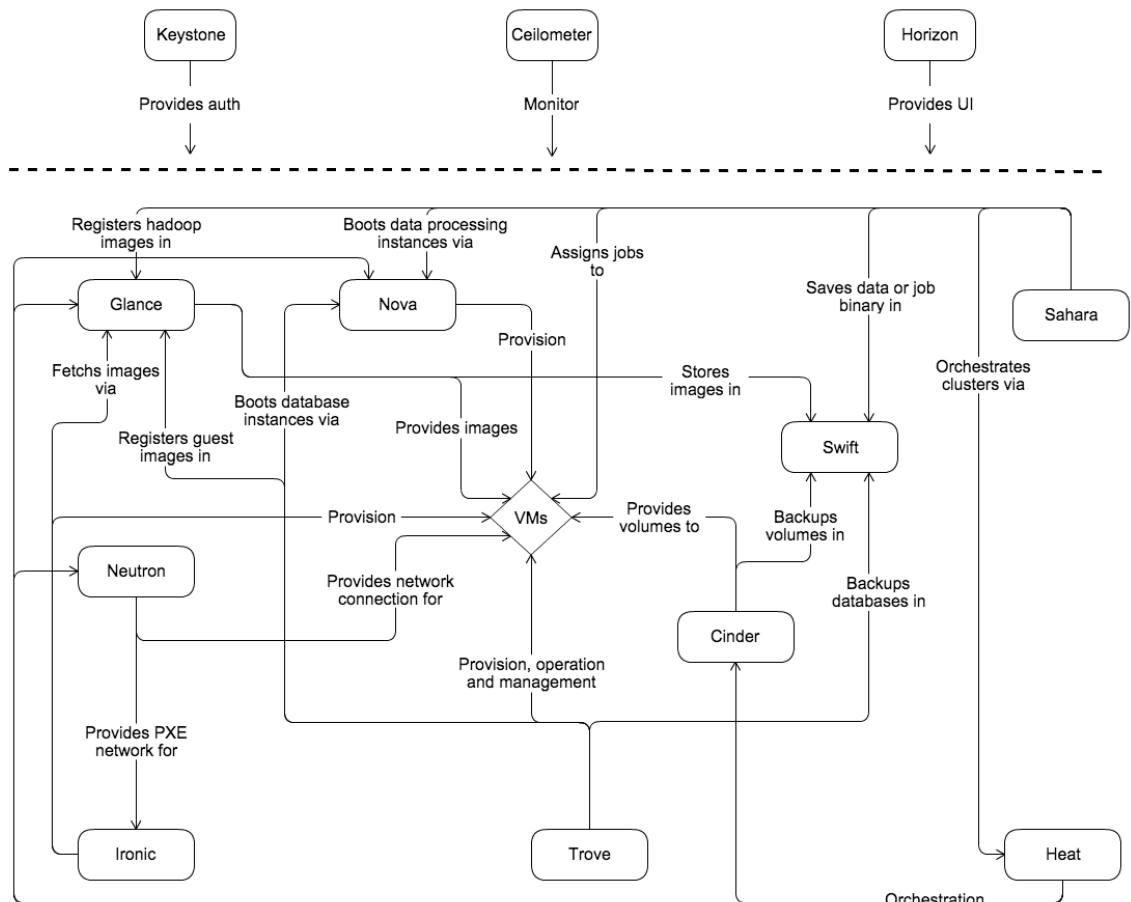 Keystone
Ceilometer
Horizon
Provides auth
Monitor
Provides UI
Registers hadoop
images in
Boots data processing
instances via
Assigns jobs
to
Saves data or job
binary in
Glance
Nova
Sahara
Provision
Fetchs images
via
Stores
images in
Orchestrates
clusters via
Boots database
instances via
Provides images
Registers guest
images in
Swift
Provision
VMs
Provides
volumes to
Backups
volumes in
Neutron
Provides network
connection for
Backups
databases in
Cinder
Provision, operation
and management
Provides PXE
network for
Ironic
Trove
Heat
Orchestration